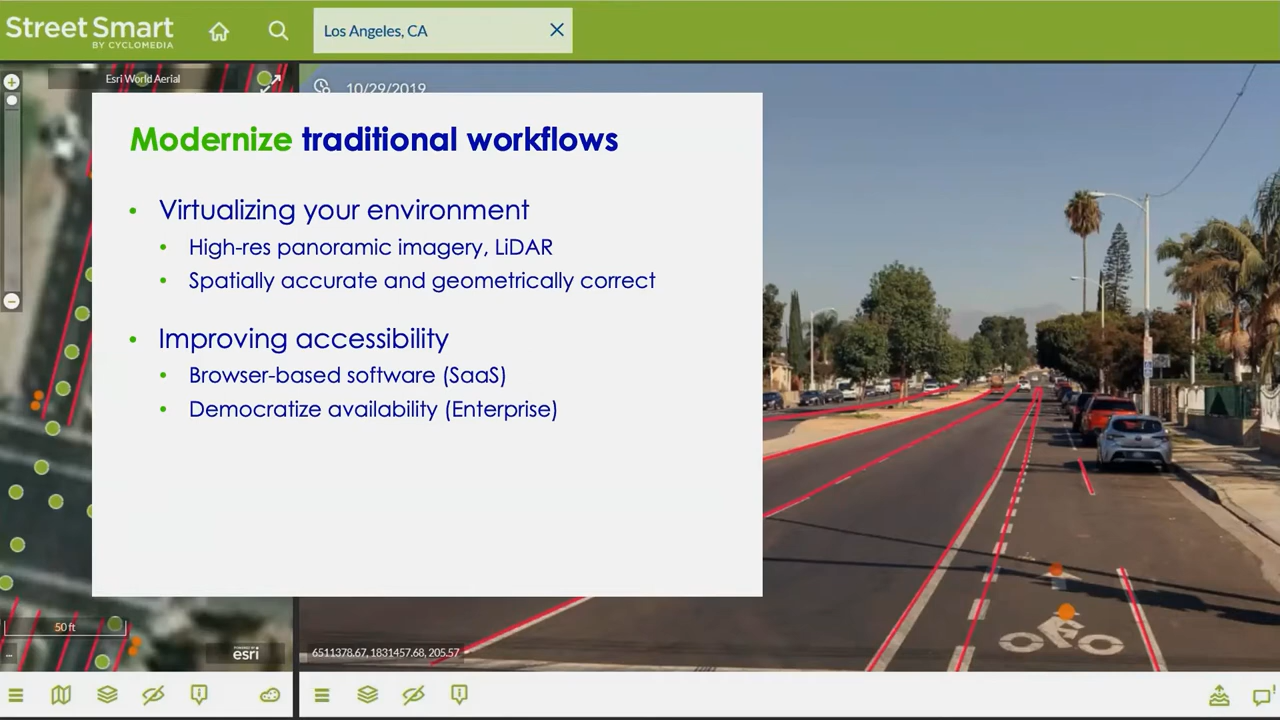 Street Smart
BY CYCLOMEDIA
Los Angeles, CA
Esri World Aerial
10/29/2019
Modernize traditional workflows
• Virtualizing your environment
• High-res panoramic imagery, LiDAR
• Spatially accurate and geometrically correct
• Improving accessibility
• Browser-based software (SaaS)
• Democratize availability (Enterprise)
50 ft
POWERED BY
esri
6511378.67, 1831457.68, 205.57